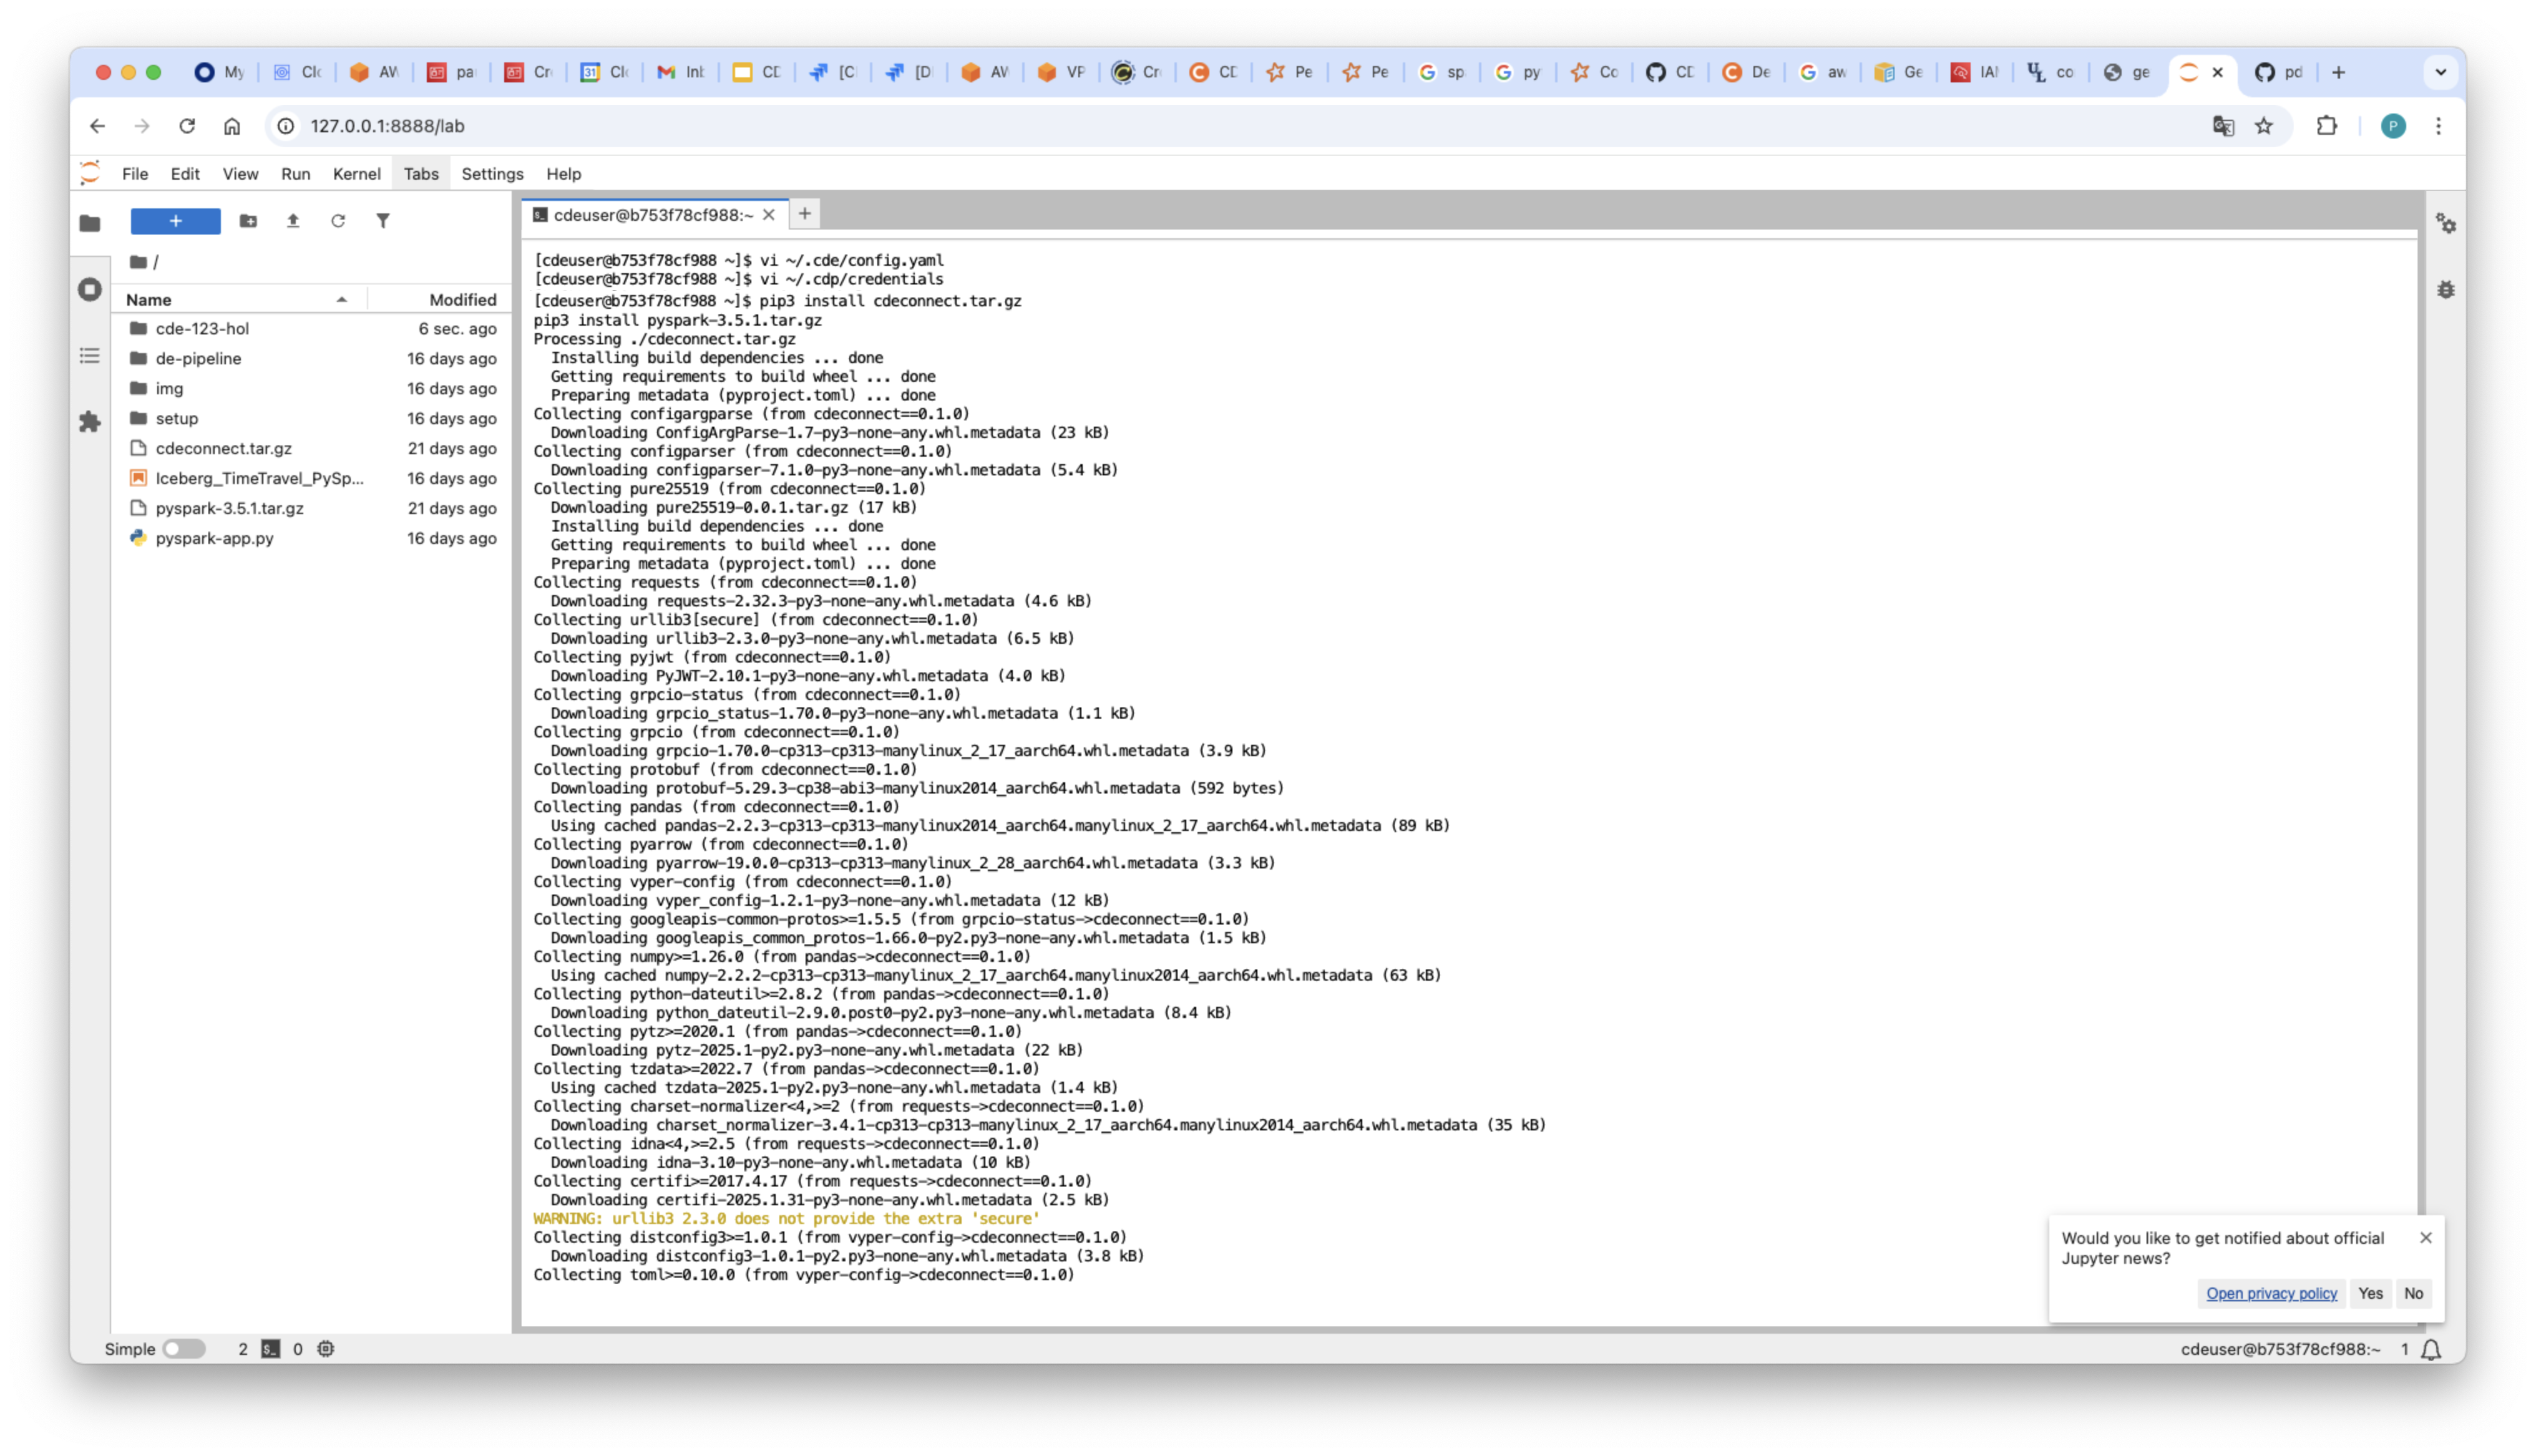 My
Clc
AW
pa
Cr
31
Clc
Int
CD
[C
[D
AW
VP
Cr
CD
Pe
Pe
sp
py
Co
CD
De
aw
Ge
IAM
UL co
ge
pd
127.0.0.1:8888/lab
P
File Edit View Run Kernel Tabs Settings Help
cdeuser@b753f78cf988:~
/
Name Modified
cde-123-hol 6 sec. ago
de-pipeline 16 days ago
img 16 days ago
setup 16 days ago
cdeconnect.tar.gz 21 days ago
Iceberg_TimeTravel_PySp... 16 days ago
pyspark-3.5.1.tar.gz 21 days ago
pyspark-app.py 16 days ago
[cdeuser@b753f78cf988 ~]$ vi ~/.cde/config.yaml
[cdeuser@b753f78cf988 ~]$ vi ~/.cdp/credentials
[cdeuser@b753f78cf988 ~]$ pip3 install cdeconnect.tar.gz
pip3 install pyspark-3.5.1.tar.gz
Processing ./cdeconnect.tar.gz
Installing build dependencies ... done
Getting requirements to build wheel ... done
Preparing metadata (pyproject.toml) ... done
Collecting configargparse (from cdeconnect==0.1.0)
Downloading ConfigArgParse-1.7-py3-none-any.whl.metadata (23 kB)
Collecting configparser (from cdeconnect==0.1.0)
Downloading configparser-7.1.0-py3-none-any.whl.metadata (5.4 kB)
Collecting pure25519 (from cdeconnect==0.1.0)
Downloading pure25519-0.0.1.tar.gz (17 kB)
Installing build dependencies ... done
Getting requirements to build wheel ... done
Preparing metadata (pyproject.toml) ... done
Collecting requests (from cdeconnect==0.1.0)
Downloading requests-2.32.3-py3-none-any.whl.metadata (4.6 kB)
Collecting urllib3[secure] (from cdeconnect==0.1.0)
Downloading urllib3-2.3.0-py3-none-any.whl.metadata (6.5 kB)
Collecting pyjwt (from cdeconnect==0.1.0)
Downloading PyJWT-2.10.1-py3-none-any.whl.metadata (4.0 kB)
Collecting grpcio-status (from cdeconnect==0.1.0)
Downloading grpcio_status-1.70.0-py3-none-any.whl.metadata (1.1 kB)
Collecting grpcio (from cdeconnect==0.1.0)
Downloading grpcio-1.70.0-cp313-cp313-manylinux_2_17_aarch64.whl.metadata (3.9 kB)
Collecting protobuf (from cdeconnect==0.1.0)
Downloading protobuf-5.29.3-cp38-abi3-manylinux2014_aarch64.whl.metadata (592 bytes)
Collecting pandas (from cdeconnect==0.1.0)
Using cached pandas-2.2.3-cp313-cp313-manylinux2014_aarch64.manylinux_2_17_aarch64.whl.metadata (89 kB)
Collecting pyarrow (from cdeconnect==0.1.0)
Downloading pyarrow-19.0.0-cp313-cp313-manylinux_2_28_aarch64.whl.metadata (3.3 kB)
Collecting vyper-config (from cdeconnect==0.1.0)
Downloading vyper_config-1.2.1-py3-none-any.whl.metadata (12 kB)
Collecting googleapis-common-protos>=1.5.5 (from grpcio-status->cdeconnect==0.1.0)
Downloading googleapis_common_protos-1.66.0-py2.py3-none-any.whl.metadata (1.5 kB)
Collecting numpy>=1.26.0 (from pandas->cdeconnect==0.1.0)
Using cached numpy-2.2.2-cp313-cp313-manylinux_2_17_aarch64.manylinux2014_aarch64.whl.metadata (63 kB)
Collecting python-dateutil>=2.8.2 (from pandas->cdeconnect==0.1.0)
Downloading python_dateutil-2.9.0.post0-py2.py3-none-any.whl.metadata (8.4 kB)
Collecting pytz>=2020.1 (from pandas->cdeconnect==0.1.0)
Downloading pytz-2025.1-py2.py3-none-any.whl.metadata (22 kB)
Collecting tzdata>=2022.7 (from pandas->cdeconnect==0.1.0)
Using cached tzdata-2025.1-py2.py3-none-any.whl.metadata (1.4 kB)
Collecting charset-normalizer<4,>=2 (from requests->cdeconnect==0.1.0)
Downloading charset_normalizer-3.4.1-cp313-cp313-manylinux_2_17_aarch64.manylinux2014_aarch64.whl.metadata (35 kB)
Collecting idna<4,>=2.5 (from requests->cdeconnect==0.1.0)
Downloading idna-3.10-py3-none-any.whl.metadata (10 kB)
Collecting certifi>=2017.4.17 (from requests->cdeconnect==0.1.0)
Downloading certifi-2025.1.31-py3-none-any.whl.metadata (2.5 kB)
WARNING: urllib3 2.3.0 does not provide the extra 'secure'
Collecting distconfig3>=1.0.1 (from vyper-config->cdeconnect==0.1.0)
Downloading distconfig3-1.0.1-py2.py3-none-any.whl.metadata (3.8 kB)
Collecting toml>=0.10.0 (from vyper-config->cdeconnect==0.1.0)
Would you like to get notified about official
Jupyter news?
Open privacy policy Yes No
Simple 2 0
cdeuser@b753f78cf988:~ 1